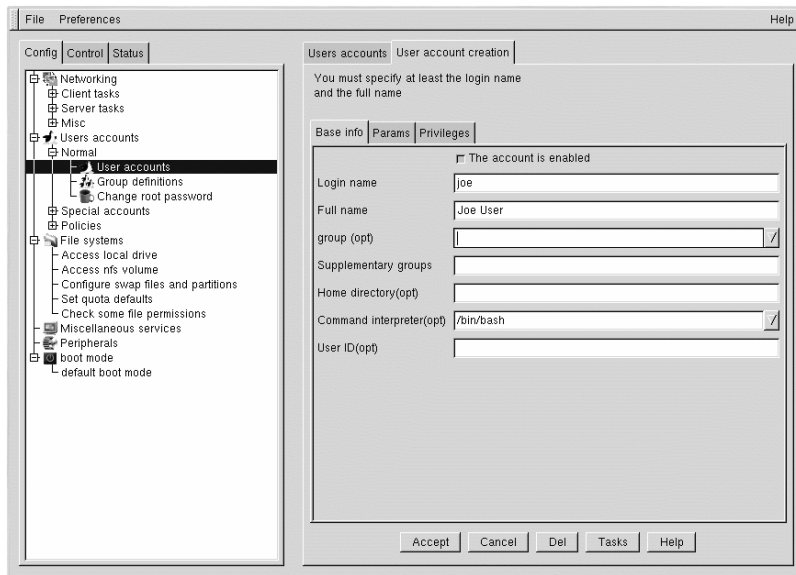 File Preferences Help
Config Control Status
Networking
Client tasks
Server tasks
Misc
Users accounts
Normal
User accounts
Group definitions
Change root password
Special accounts
Policies
File systems
Access local drive
Access nfs volume
Configure swap files and partitions
Set quota defaults
Check some file permissions
Miscellaneous services
Peripherals
boot mode
default boot mode
Users accounts User account creation
You must specify at least the login name
and the full name
Base info Params Privileges
The account is enabled
Login name joe
Full name Joe User
group (opt)
Supplementary groups
Home directory(opt)
Command interpreter(opt) /bin/bash
User ID(opt)
Accept Cancel Del Tasks Help